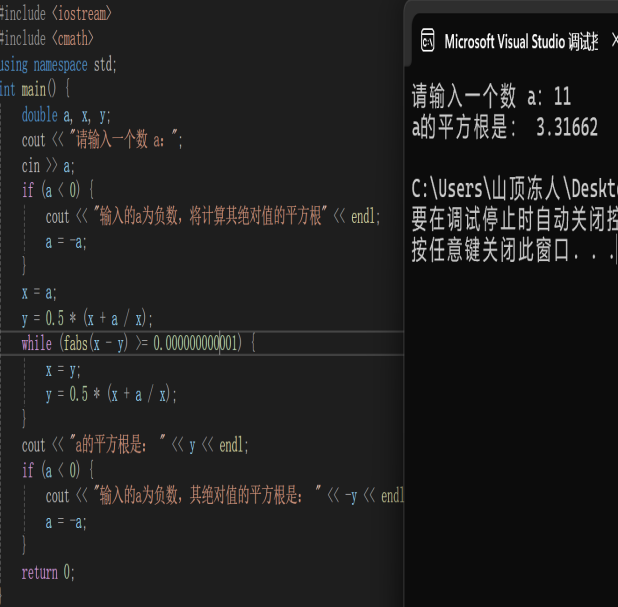 #include <iostream>
#include <cmath>
using namespace std;
int main() {
double a, x, y;
cout << "请输入一个数 a：";
cin >> a;
if (a < 0) {
cout << "输入的a为负数，将计算其绝对值的平方根" << endl;
a = -a;
}
x = a;
y = 0.5 * (x + a / x);
while (fabs(x - y) >= 0.000000000001) {
x = y;
y = 0.5 * (x + a / x);
}
cout << "a的平方根是： " << y << endl;
if (a < 0) {
cout << "输入的a为负数，其绝对值的平方根是： " << -y << endl
a = -a;
}
return 0;
Microsoft Visual Studio 调试
请输入一个数 a：11
a的平方根是： 3.31662
C:\Users\山顶冻人\Deskto
要在调试停止时自动关闭控
按任意键关闭此窗口. . .